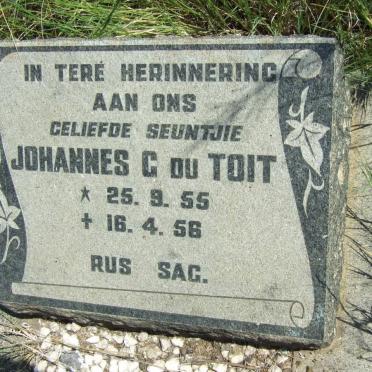 IN TERE HERINNERING
AAN ONS
GELIEFDE SEUNTJIE
JOHANNES G DU TOIT
* 25. 9. 55
✝ 16. 4. 56
RUS SAG.